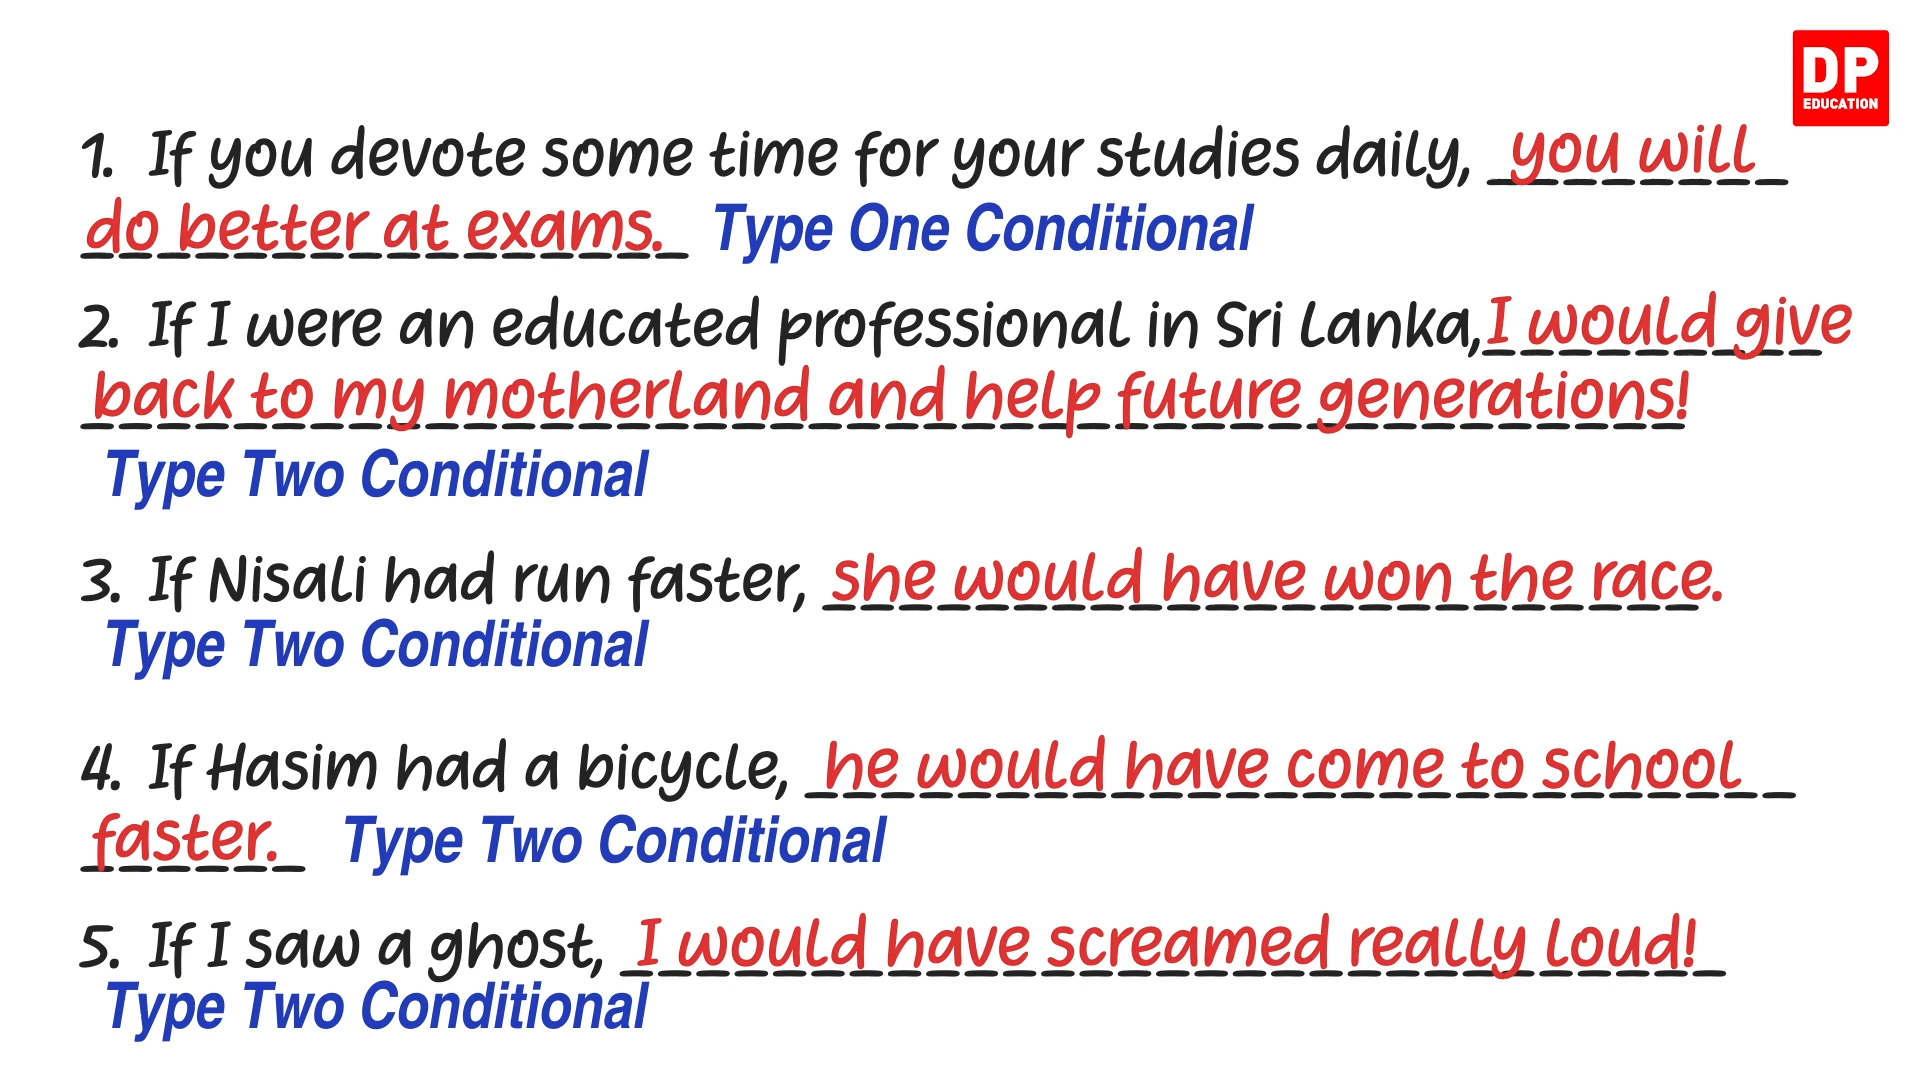 DP
EDUCATION
1. If you devote some time for your studies daily, you will
do better at exams. Type One Conditional
2. If I were an educated professional in Sri Lanka, I would give
back to my motherland and help future generations!
Type Two Conditional
3. If Nisali had run faster, she would have won the race.
Type Two Conditional
4. If Hasim had a bicycle, he would have come to school
faster. Type Two Conditional
5. If I saw a ghost, I would have screamed really loud!
Type Two Conditional